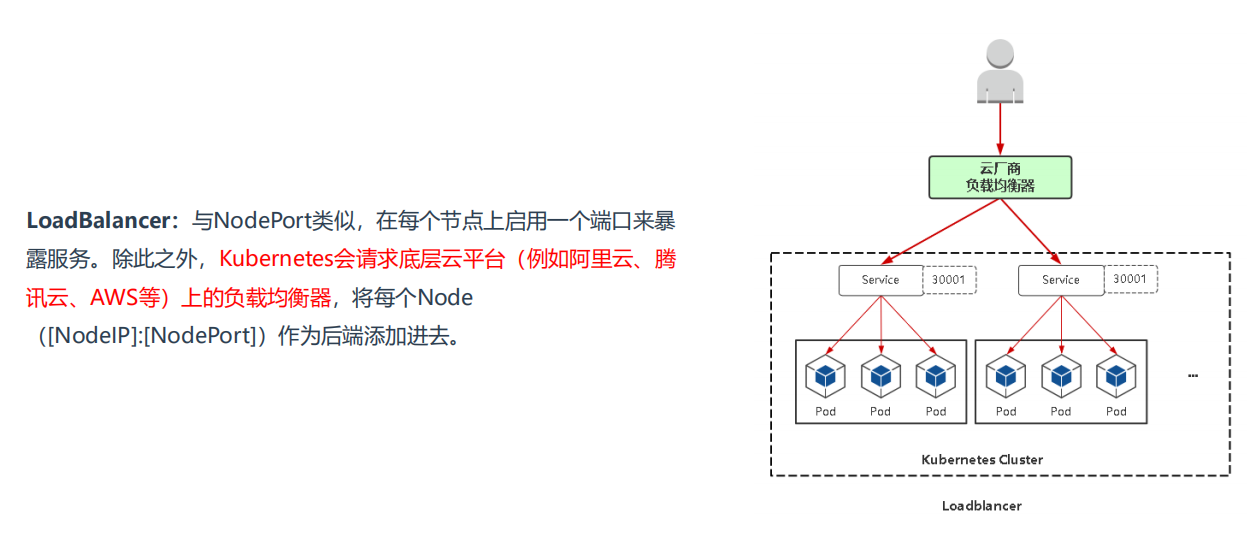 LoadBalancer：与NodePort类似，在每个节点上启用一个端口来暴
露服务。除此之外，Kubernetes会请求底层云平台（例如阿里云、腾
讯云、AWS等）上的负载均衡器，将每个Node
（[NodeIP]:[NodePort]）作为后端添加进去。
云厂商
负载均衡器
Service 30001
Service 30001
Pod Pod Pod
Pod Pod Pod
...
Kubernetes Cluster
Loadblancer